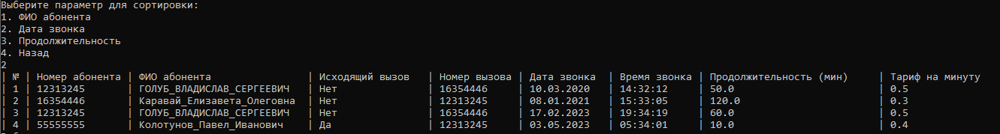 Выберите параметр для сортировки:
1. ФИО абонента
2. Дата звонка
3. Продолжительность
4. Назад
2
| № | Номер абонента | ФИО абонента | Исходящий вызов | Номер вызова | Дата звонка | Время звонка | Продолжительность (мин) | Тариф на минуту
| 1 | 12313245 | ГОЛУБ_ВЛАДИСЛАВ_СЕРГЕЕВИЧ | Нет | 16354446 | 10.03.2020 | 14:32:12 | 50.0 | 0.5
| 2 | 16354446 | Каравай_Елизавета_Олеговна | Нет | 12313245 | 08.01.2021 | 15:33:05 | 120.0 | 0.3
| 3 | 12313245 | ГОЛУБ_ВЛАДИСЛАВ_СЕРГЕЕВИЧ | Нет | 16354446 | 17.02.2023 | 19:34:19 | 60.0 | 0.5
| 4 | 55555555 | Колотунов_Павел_Иванович | Да | 12313245 | 03.05.2023 | 05:34:01 | 10.0 | 0.4